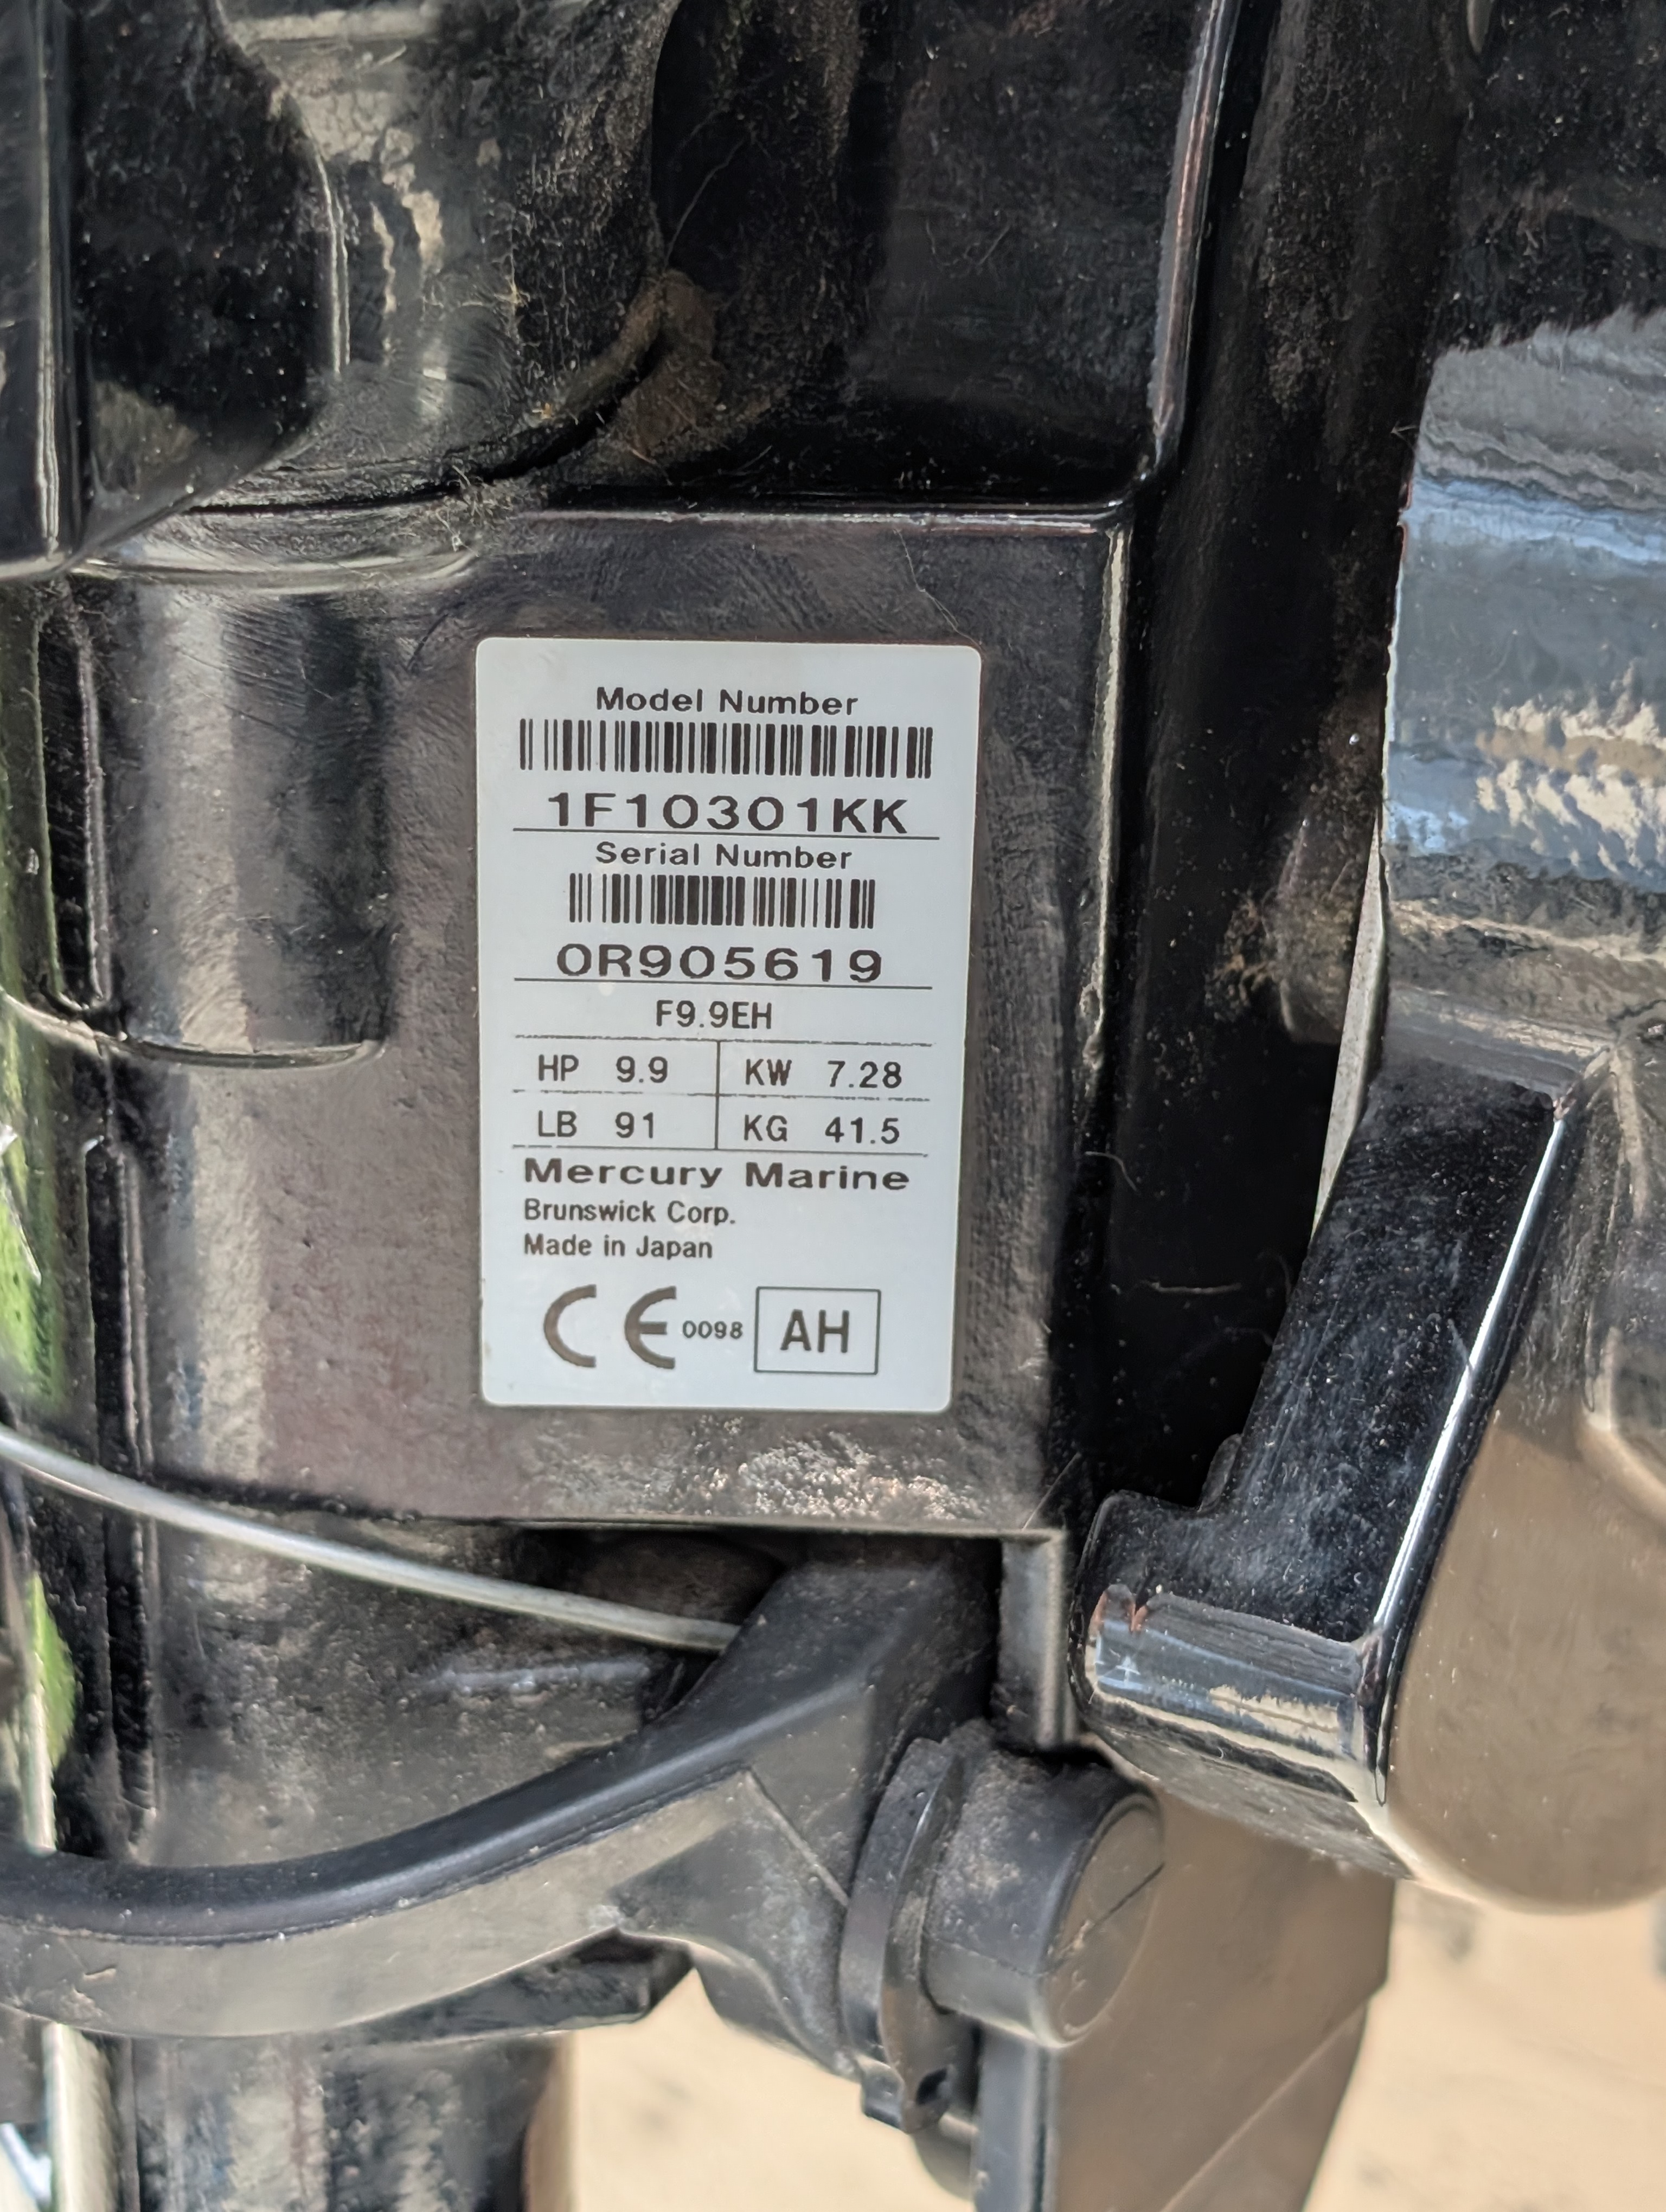 Model Number
1F10301KK
Serial Number
0R905619
F9.9EH
HP 9.9 KW 7.28
LB 91 KG 41.5
Mercury Marine
Brunswick Corp.
Made in Japan
CE 0098 AH